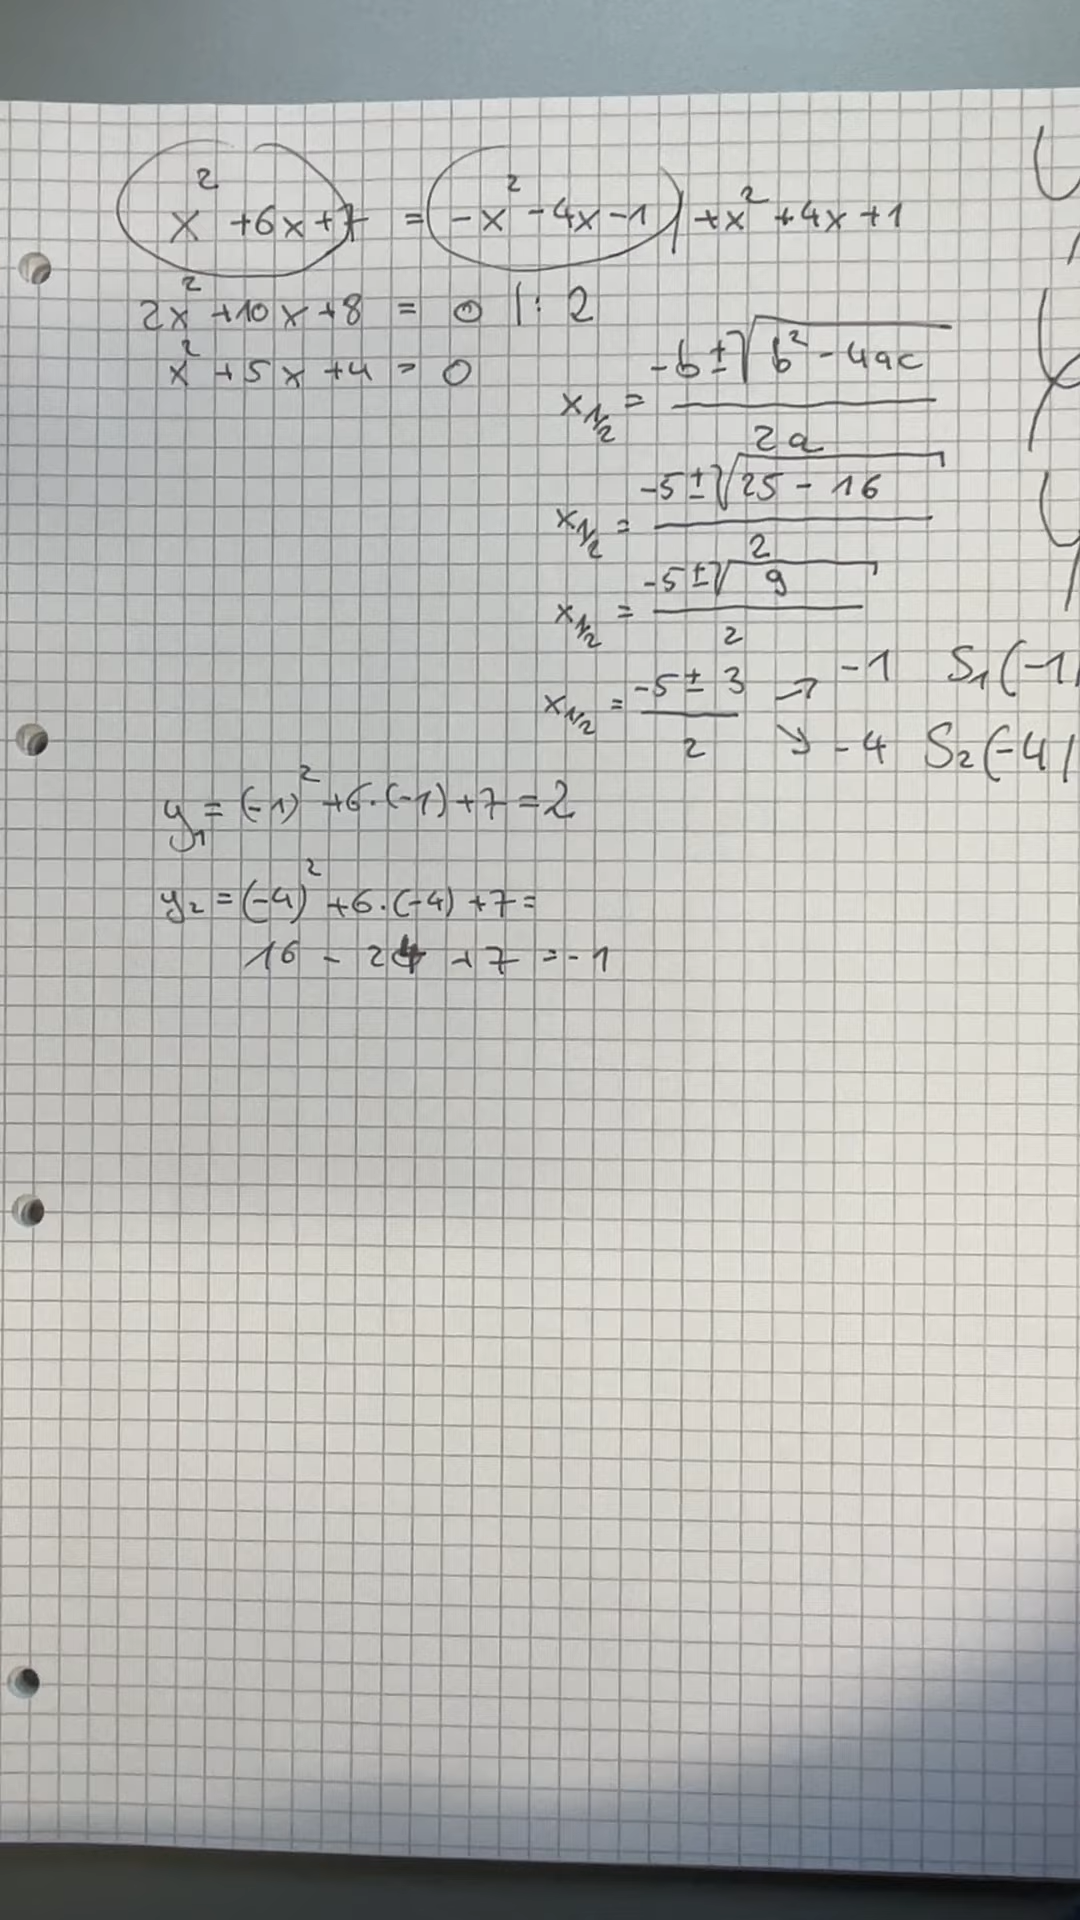 x² + 6x + 7 = -x² - 4x - 1 | + x² + 4x + 1
2x² + 10x + 8 = 0 | : 2
x² + 5x + 4 = 0
x₁/₂ = (-b ± √(b² - 4ac)) / 2a
x₁/₂ = (-5 ± √(25 - 16)) / 2
x₁/₂ = (-5 ± √9) / 2
x₁/₂ = (-5 ± 3) / 2 → -1 S₁(-1|
↘ -4 S₂(-4|
y₁ = (-1)² + 6·(-1) + 7 = 2
y₂ = (-4)² + 6·(-4) + 7 =
16 - 24 + 7 = -1